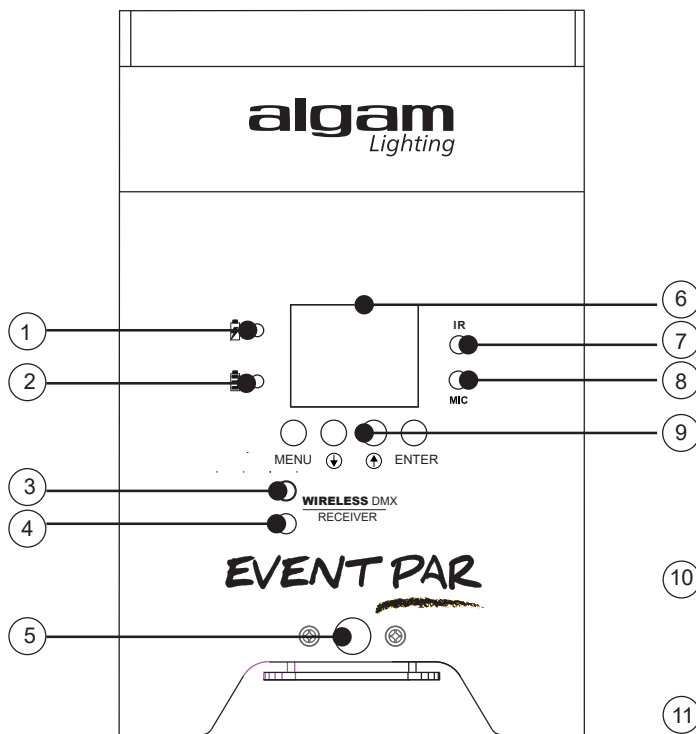 algam
Lighting
1
2
3
4
5
6
IR
7
8
MIC
9
MENU ENTER
WIRELESS DMX
RECEIVER
EVENT PAR
10
11